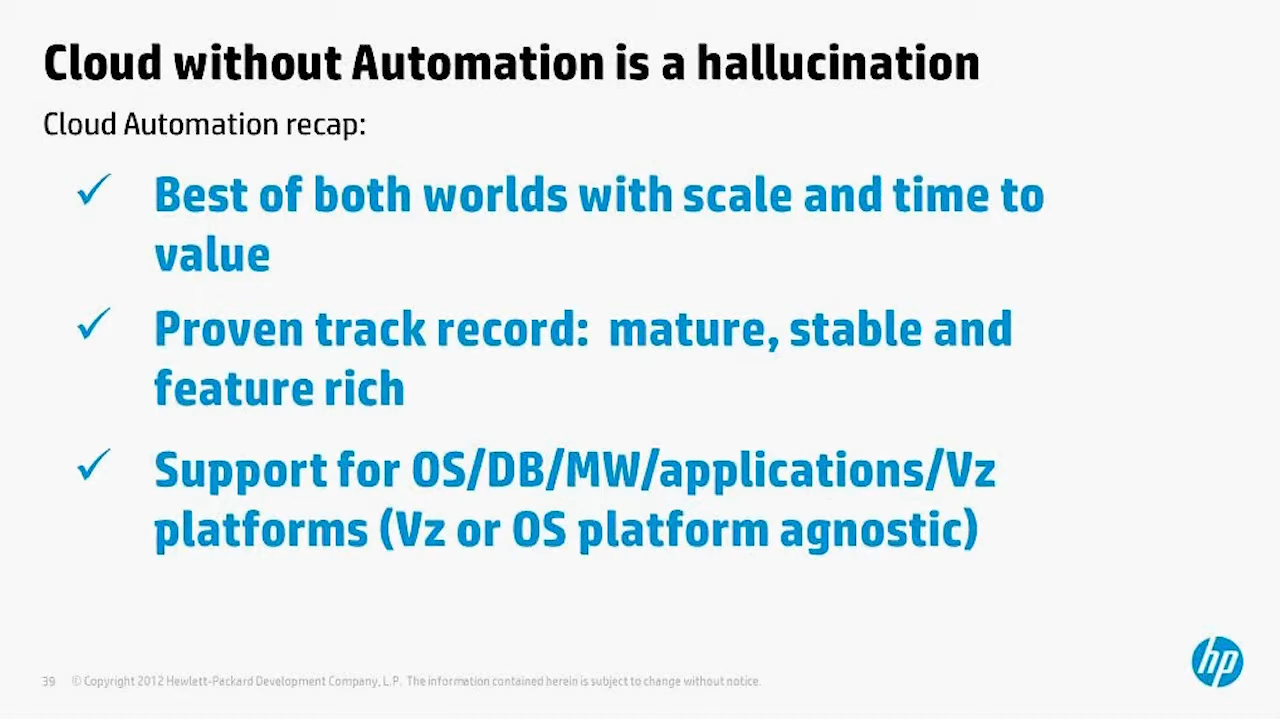 Cloud without Automation is a hallucination
Cloud Automation recap:
✓ Best of both worlds with scale and time to
value
✓ Proven track record:  mature, stable and
feature rich
✓ Support for OS/DB/MW/applications/Vz
platforms (Vz or OS platform agnostic)
39 © Copyright 2012 Hewlett-Packard Development Company, L.P. The information contained herein is subject to change without notice.
hp